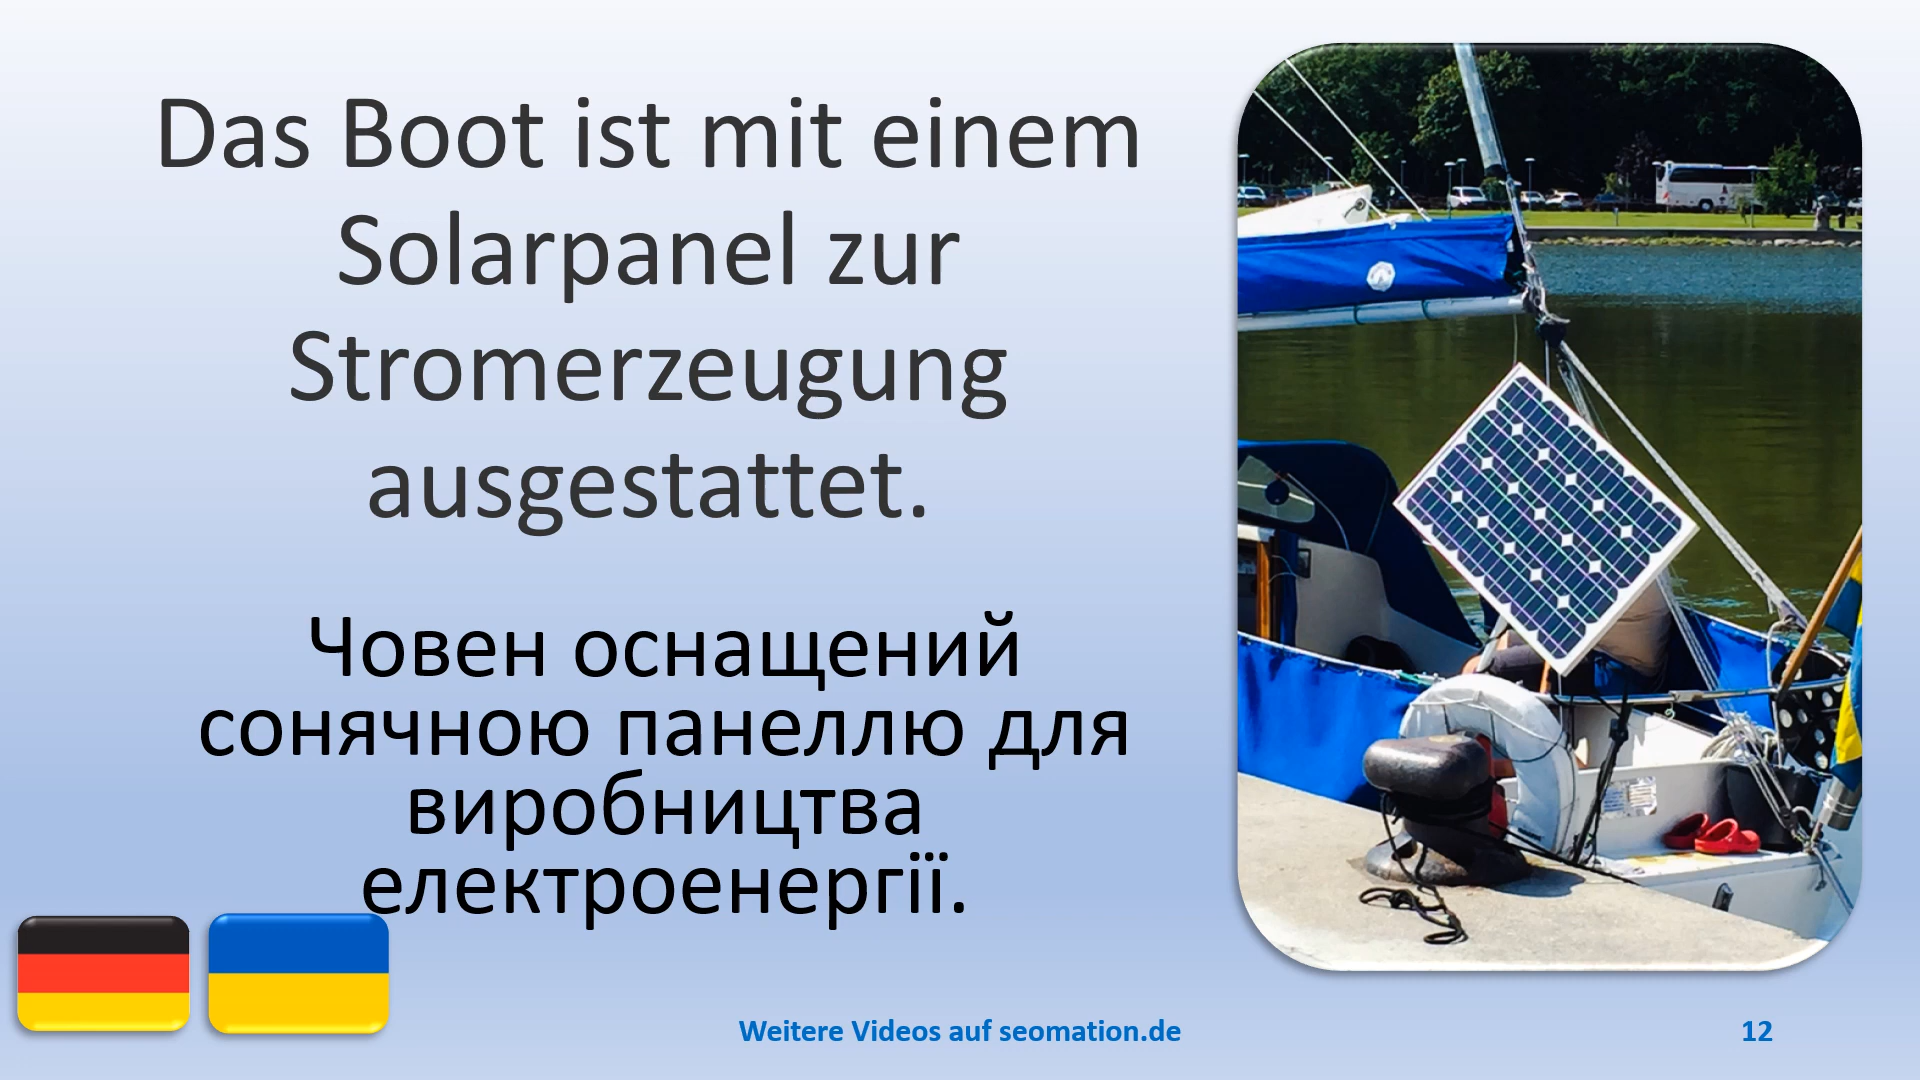 Das Boot ist mit einem
Solarpanel zur
Stromerzeugung
ausgestattet.
Човен оснащений
сонячною панеллю для
виробництва
електроенергії.
Weitere Videos auf seomation.de
12